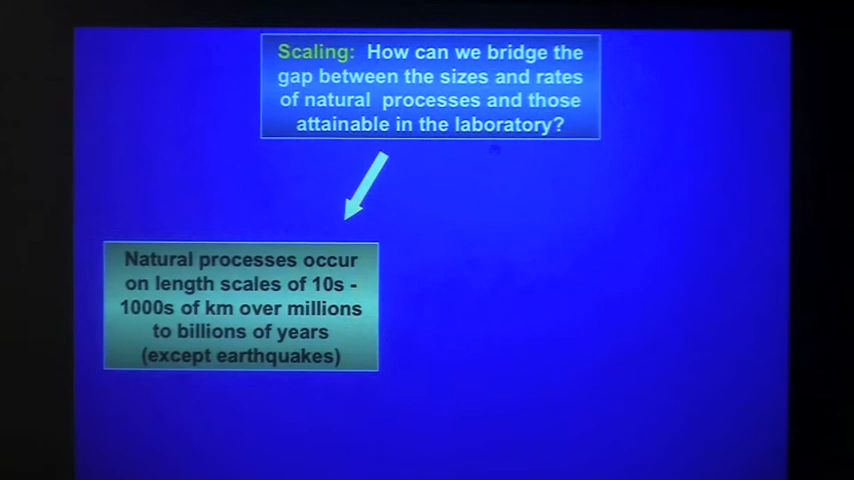 Scaling: How can we bridge the
gap between the sizes and rates
of natural processes and those
attainable in the laboratory?
Natural processes occur
on length scales of 10s -
1000s of km over millions
to billions of years
(except earthquakes)